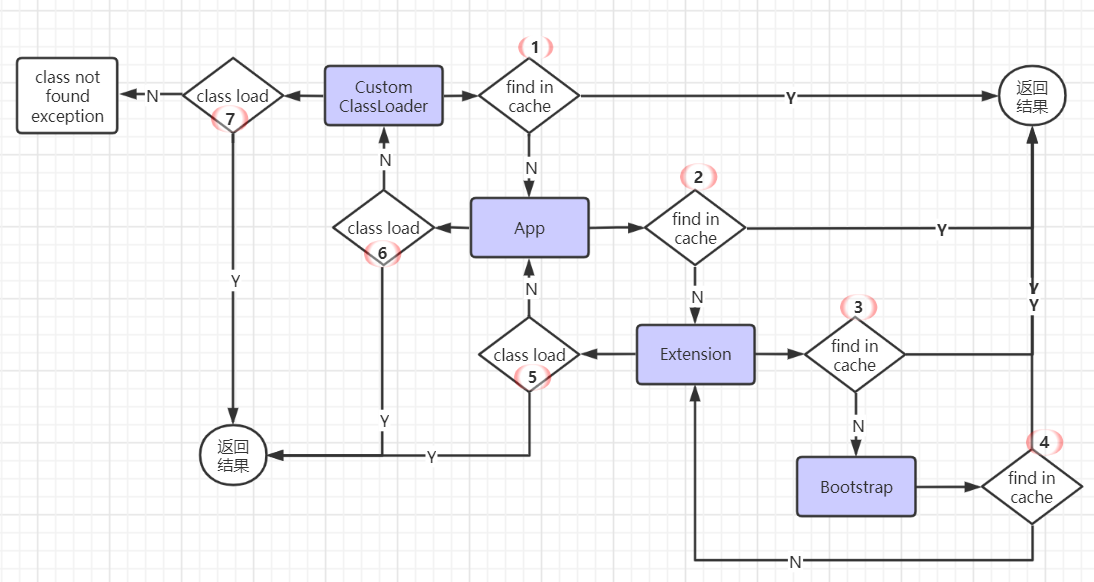 1
class not
found
exception
N
class load
7
Custom
ClassLoader
find in
cache
Y
返回
结果
N
N
2
class load
6
App
find in
cache
Y
Y
N
N
Y
Y
3
class load
5
Extension
find in
cache
Y
N
4
返回
结果
Y
Bootstrap
find in
cache
N